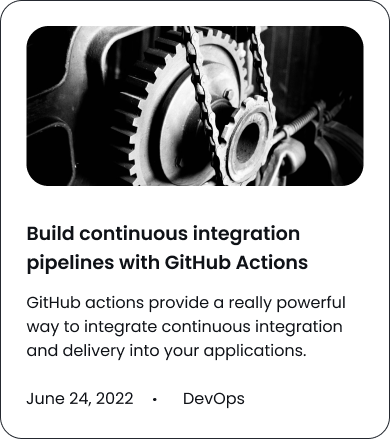 Build continuous integration
pipelines with GitHub Actions
GitHub actions provide a really powerful
way to integrate continuous integration
and delivery into your applications.
June 24, 2022 • DevOps